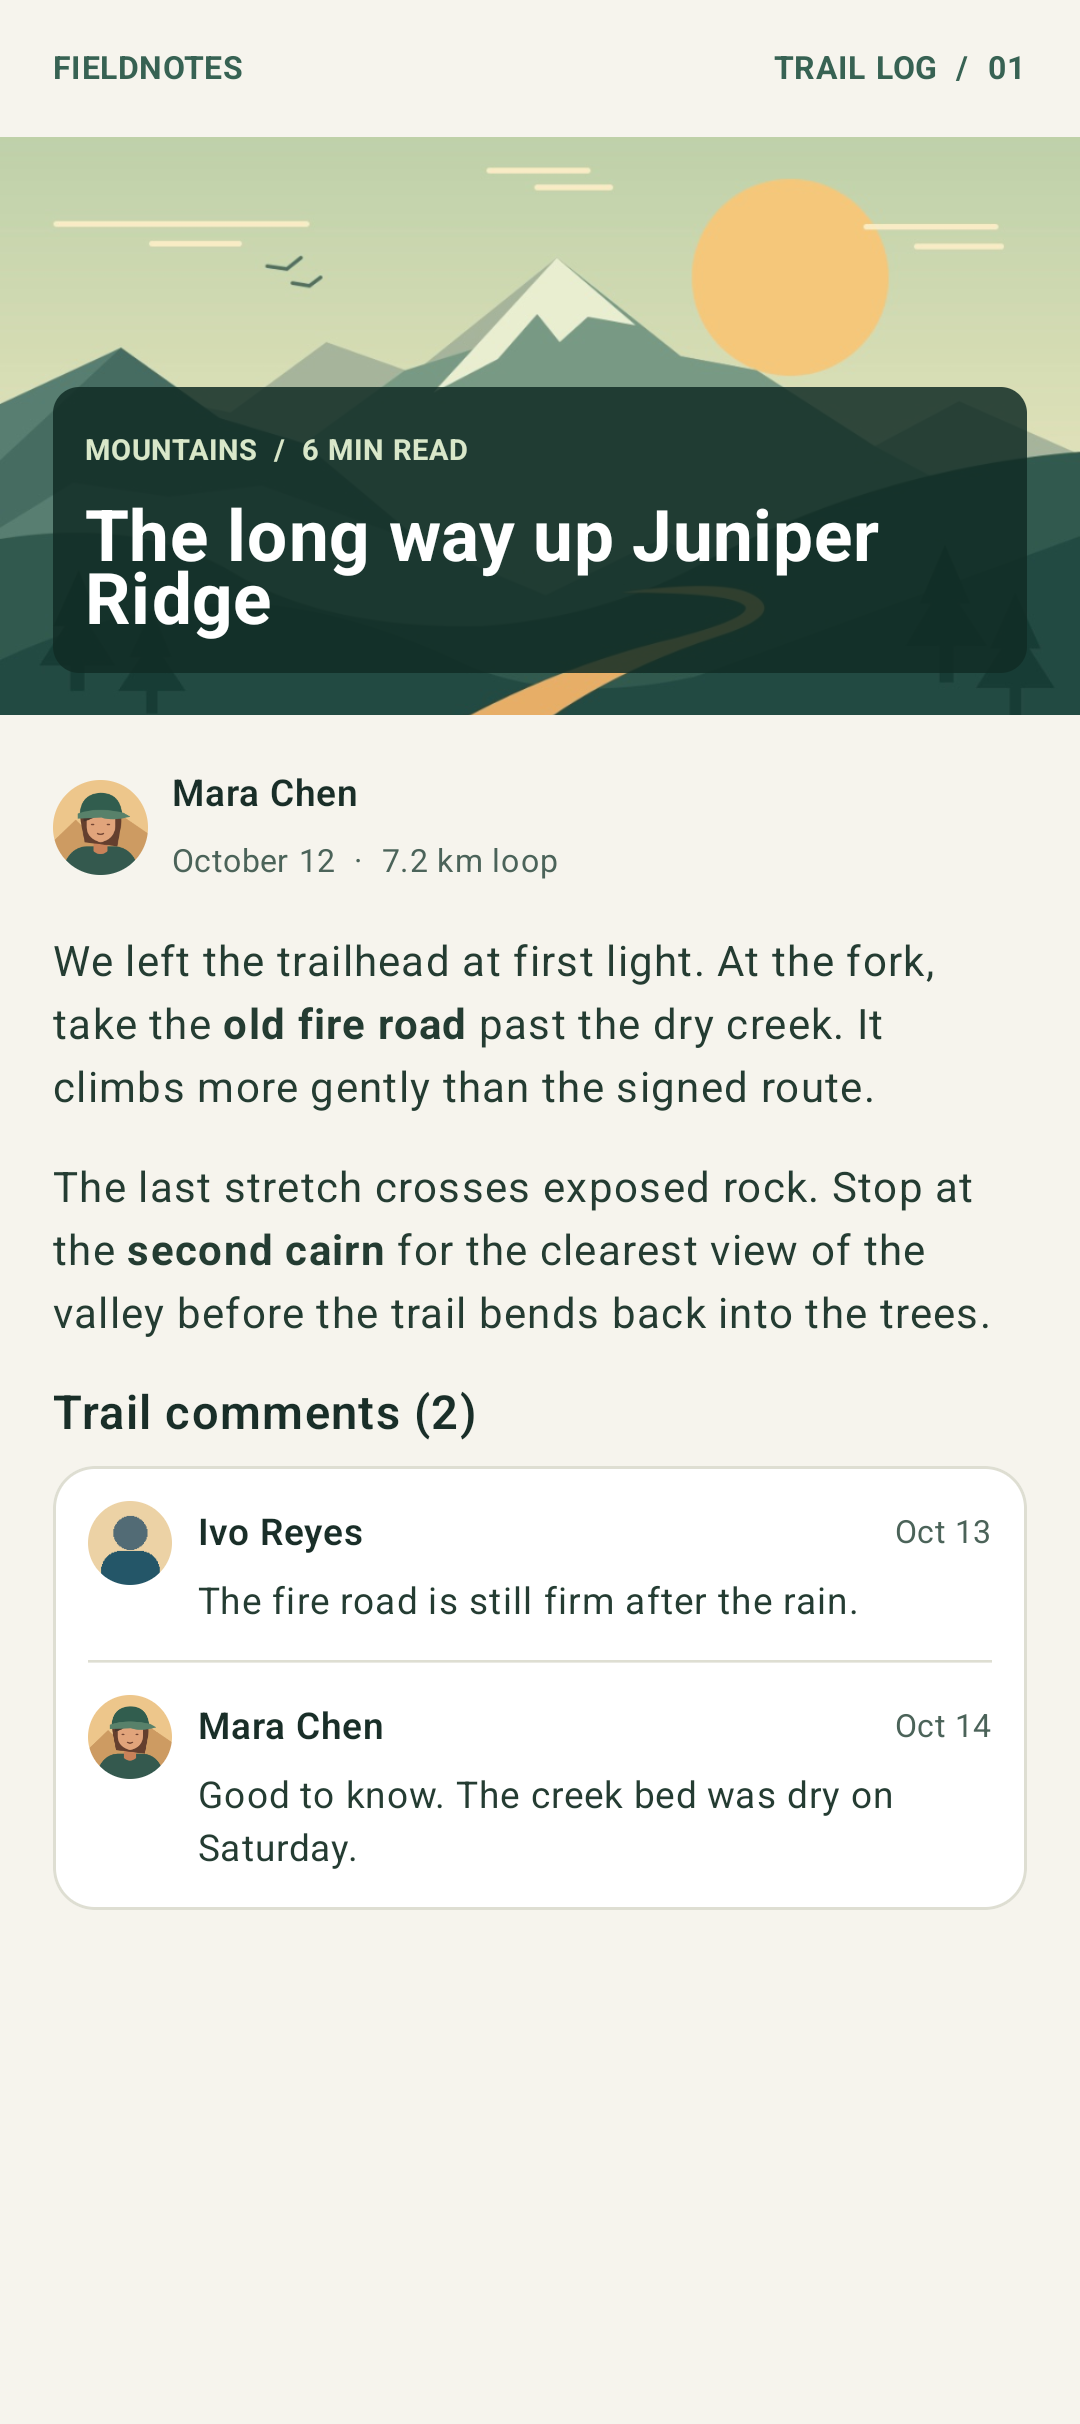 FIELDNOTES
TRAIL LOG / 01
MOUNTAINS / 6 MIN READ
The long way up Juniper
Ridge
Mara Chen
October 12 · 7.2 km loop
We left the trailhead at first light. At the fork,
take the old fire road past the dry creek. It
climbs more gently than the signed route.
The last stretch crosses exposed rock. Stop at
the second cairn for the clearest view of the
valley before the trail bends back into the trees.
Trail comments (2)
Ivo Reyes
Oct 13
The fire road is still firm after the rain.
Mara Chen
Oct 14
Good to know. The creek bed was dry on
Saturday.